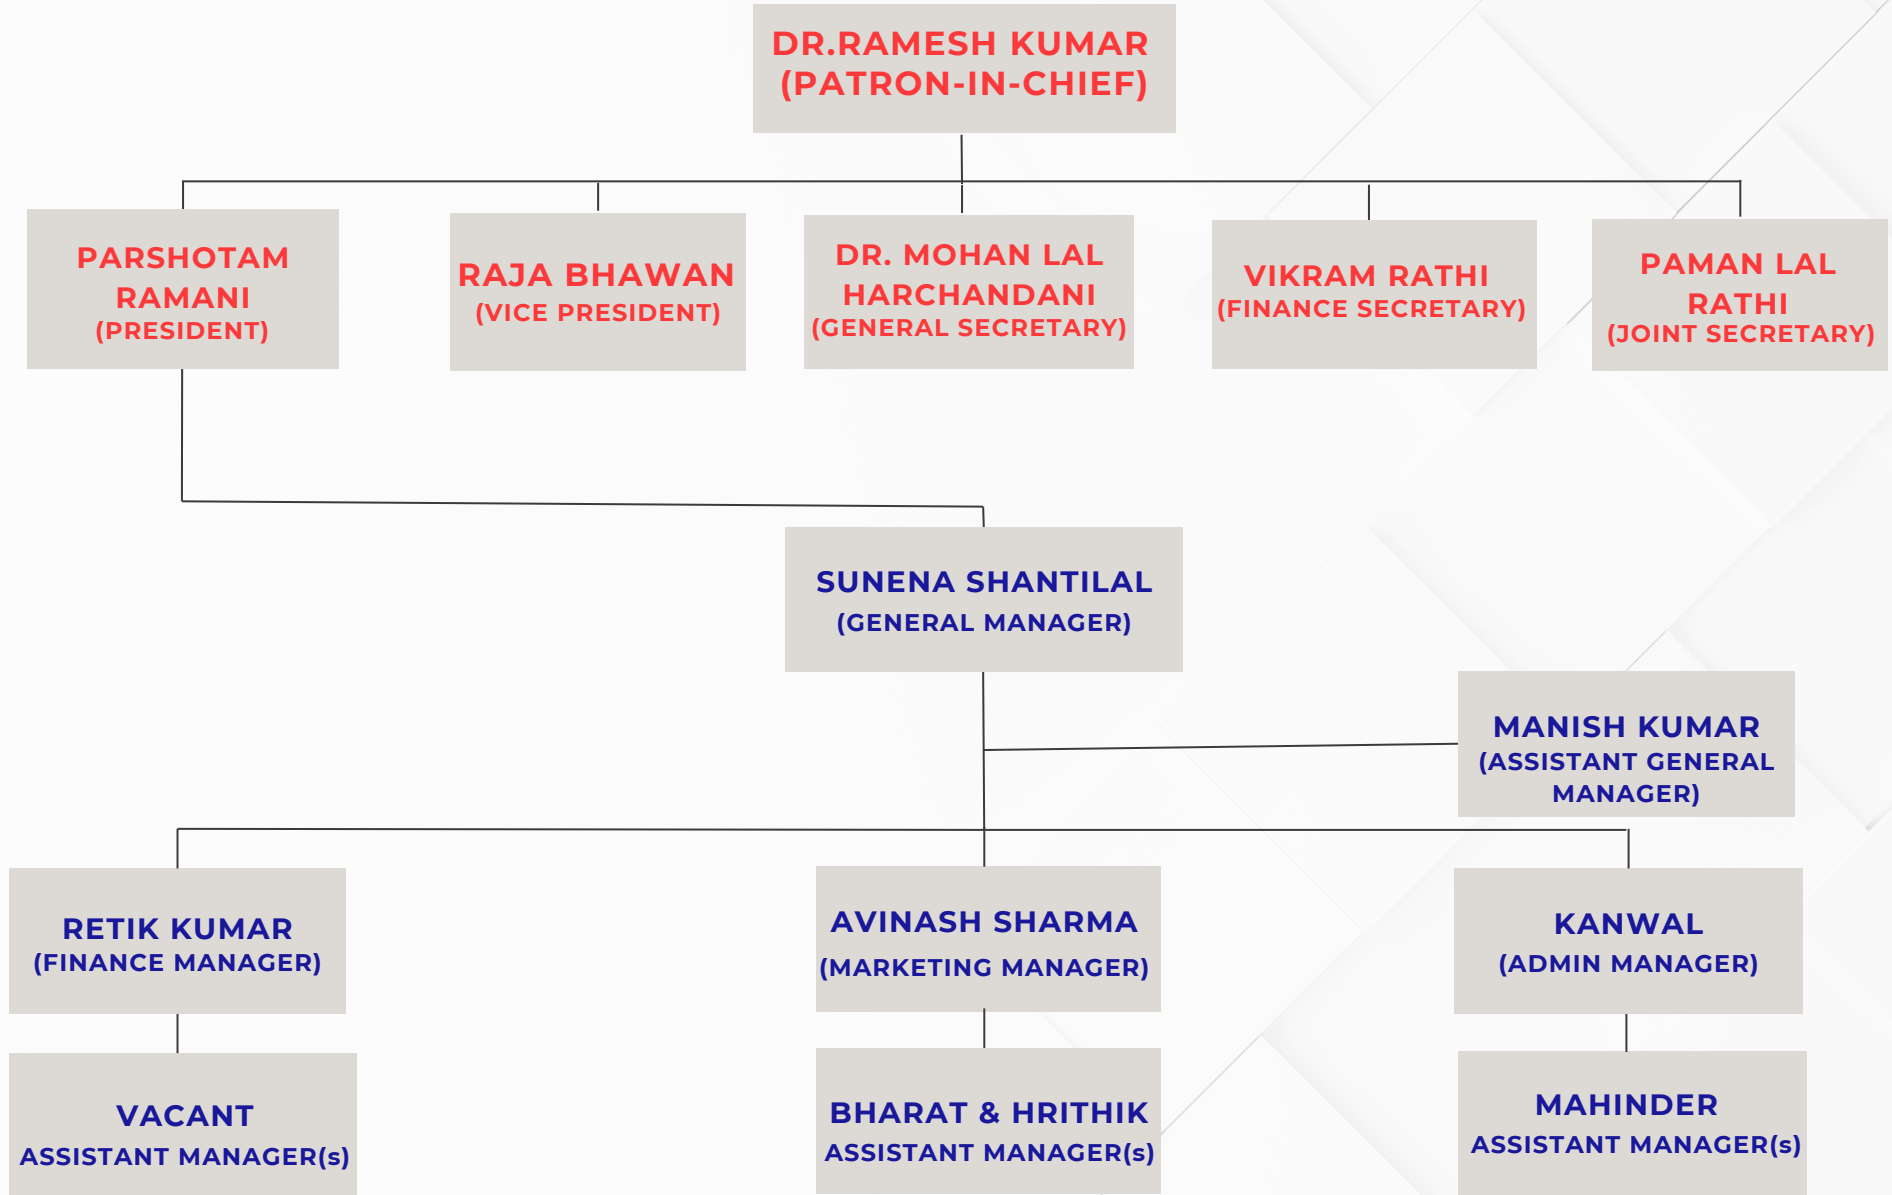 DR.RAMESH KUMAR
(PATRON-IN-CHIEF)
PARSHOTAM
RAMANI
(PRESIDENT)
RAJA BHAWAN
(VICE PRESIDENT)
DR. MOHAN LAL
HARCHANDANI
(GENERAL SECRETARY)
VIKRAM RATHI
(FINANCE SECRETARY)
PAMAN LAL
RATHI
(JOINT SECRETARY)
SUNENA SHANTILAL
(GENERAL MANAGER)
MANISH KUMAR
(ASSISTANT GENERAL
MANAGER)
RETIK KUMAR
(FINANCE MANAGER)
AVINASH SHARMA
(MARKETING MANAGER)
KANWAL
(ADMIN MANAGER)
VACANT
ASSISTANT MANAGER(s)
BHARAT & HRITHIK
ASSISTANT MANAGER(s)
MAHINDER
ASSISTANT MANAGER(s)